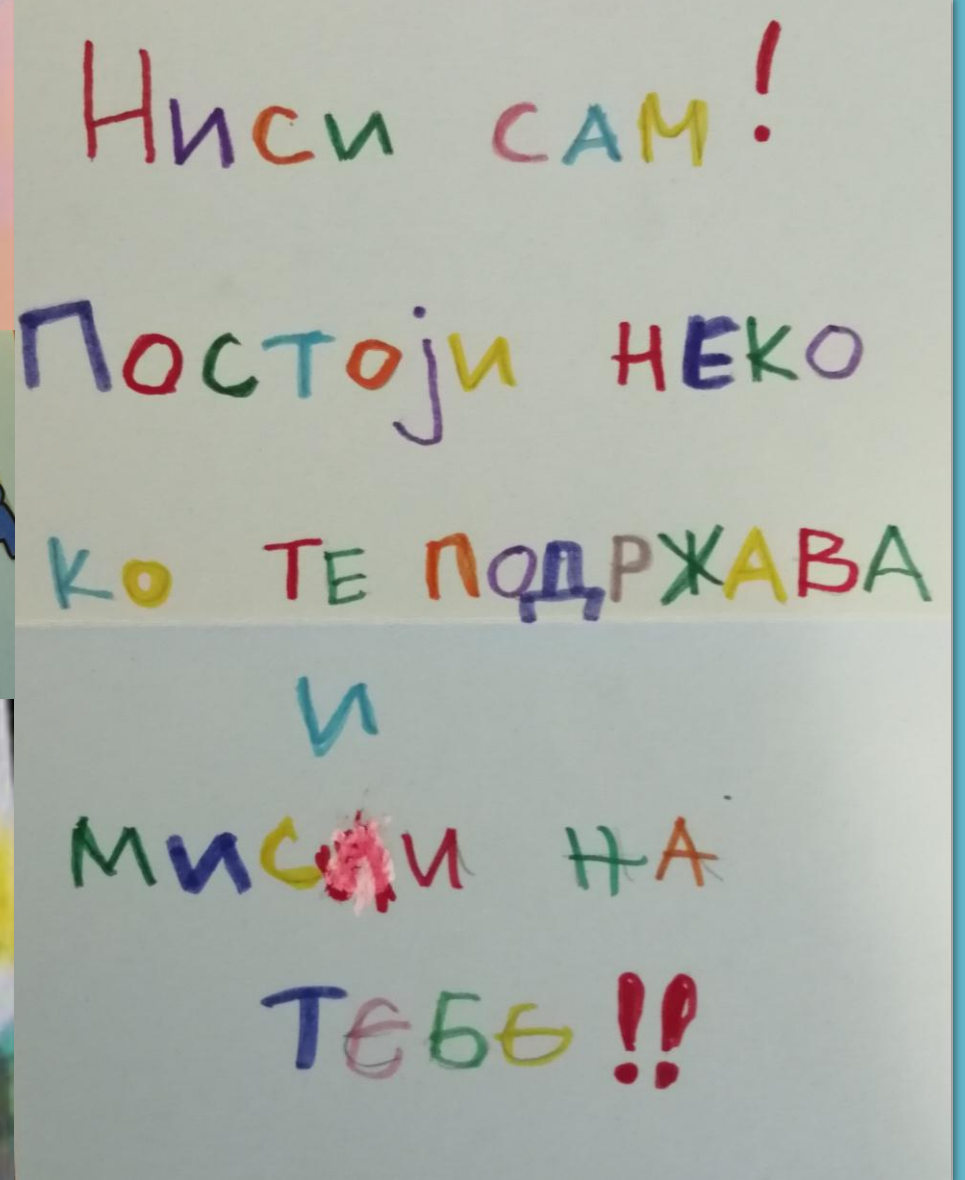 Ниси сам!
Постоји неко
ко те подржава
и
мисли на
тебе!!